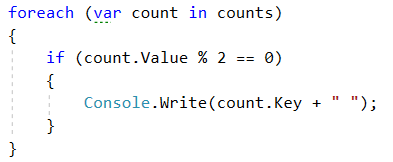 foreach (var count in counts)
{
    if (count.Value % 2 == 0)
    {
        Console.Write(count.Key + " ");
    }
}